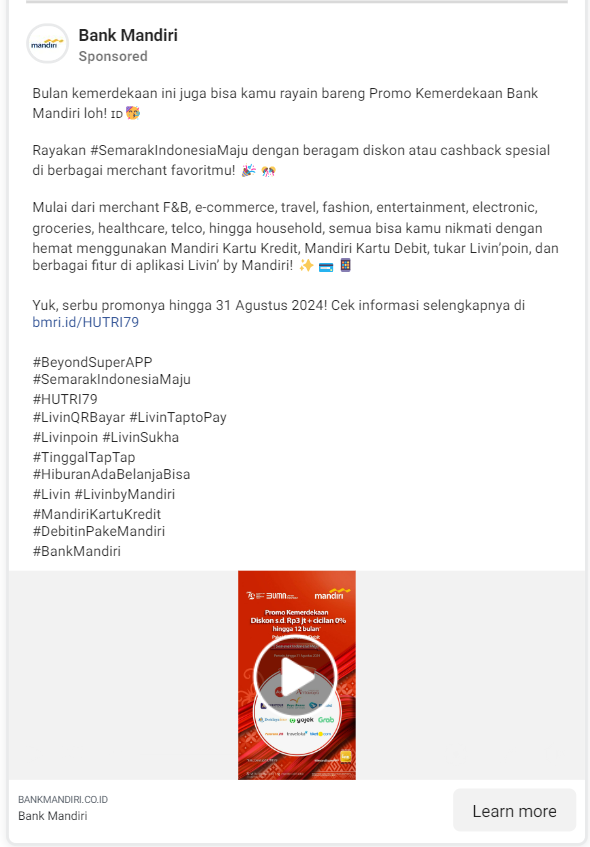 Bank Mandiri
mandiri
Sponsored
Bulan kemerdekaan ini juga bisa kamu rayain bareng Promo Kemerdekaan Bank
Mandiri loh! ID 🥳
Rayakan #SemarakIndonesiaMaju dengan beragam diskon atau cashback spesial
di berbagai merchant favoritmu! 🎉 🎊
Mulai dari merchant F&B, e-commerce, travel, fashion, entertainment, electronic,
groceries, healthcare, telco, hingga household, semua bisa kamu nikmati dengan
hemat menggunakan Mandiri Kartu Kredit, Mandiri Kartu Debit, tukar Livin'poin, dan
berbagai fitur di aplikasi Livin' by Mandiri! ✨ 💳 📱
Yuk, serbu promonya hingga 31 Agustus 2024! Cek informasi selengkapnya di
bmri.id/HUTRI79
#BeyondSuperAPP
#SemarakIndonesiaMaju
#HUTRI79
#LivinQRBayar #LivinTaptoPay
#Livinpoin #LivinSukha
#TinggalTapTap
#HiburanAdaBelanjaBisa
#Livin #LivinbyMandiri
#MandiriKartuKredit
#DebitinPakeMandiri
#BankMandiri
BUMN mandiri
Promo Kemerdekaan
Diskon s.d. Rp3 jt + cicilan 0%
hingga 12 bulan
gojek Grab
traveloka
BANKMANDIRI.CO.ID
Bank Mandiri
Learn more